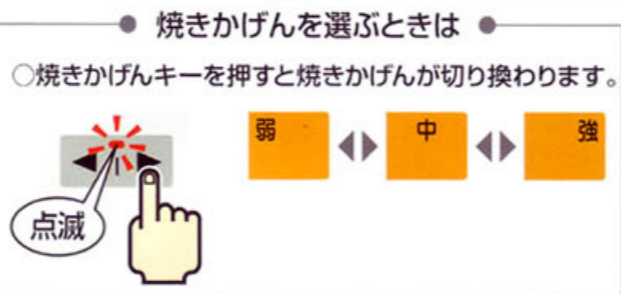 焼きかげんを選ぶときは
○焼きかげんキーを押すと焼きかげんが切り換わります。
弱 中 強
点滅